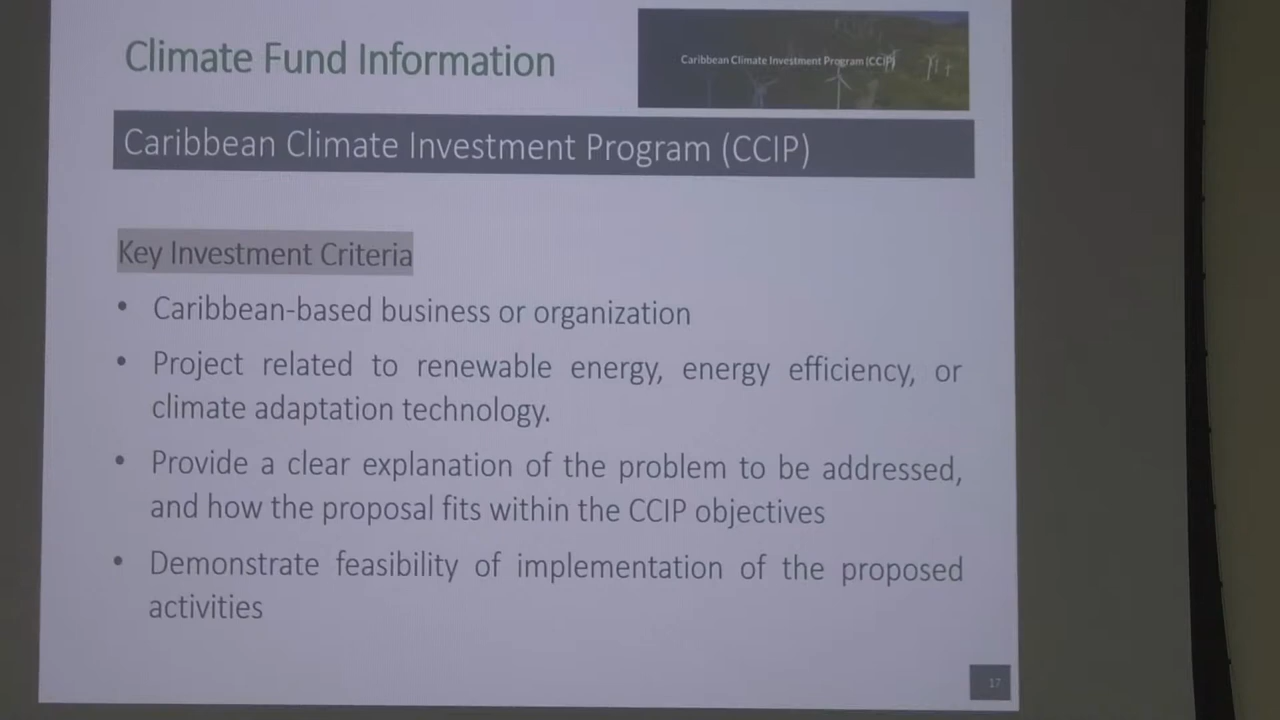 Climate Fund Information
Caribbean Climate Investment Program (CCIP)
Caribbean Climate Investment Program (CCIP)
Key Investment Criteria
• Caribbean-based business or organization
• Project related to renewable energy, energy efficiency, or
climate adaptation technology.
• Provide a clear explanation of the problem to be addressed,
and how the proposal fits within the CCIP objectives
• Demonstrate feasibility of implementation of the proposed
activities
17